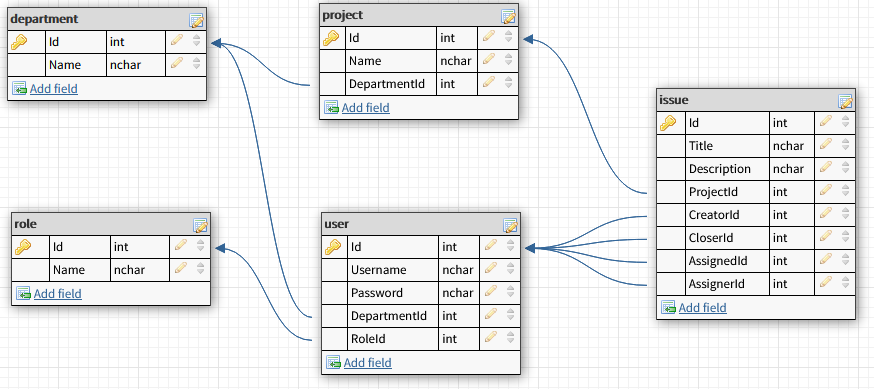 department
Id int
Name nchar
Add field
project
Id int
Name nchar
DepartmentId int
Add field
issue
Id int
Title nchar
Description nchar
ProjectId int
CreatorId int
CloserId int
AssignedId int
AssignerId int
Add field
role
Id int
Name nchar
Add field
user
Id int
Username nchar
Password nchar
DepartmentId int
RoleId int
Add field